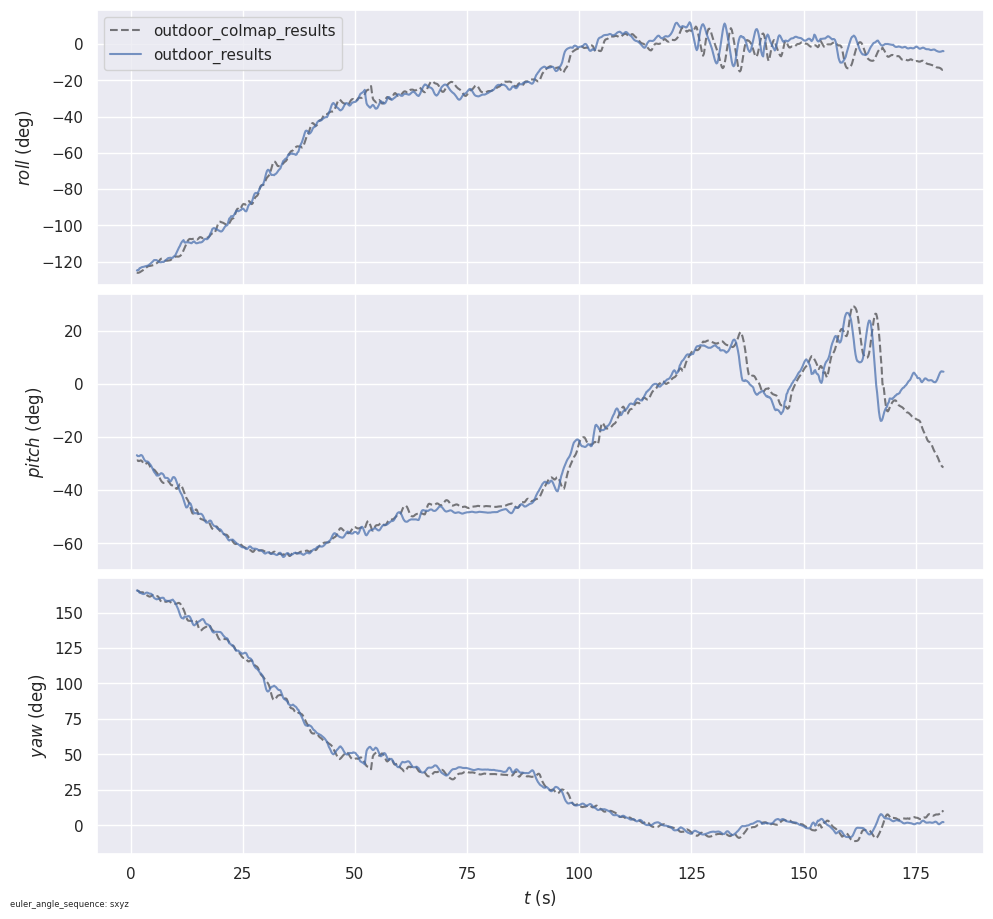 outdoor_colmap_results
outdoor_results
roll (deg)
0
−20
−40
−60
−80
−100
−120
pitch (deg)
20
0
−20
−40
−60
yaw (deg)
150
125
100
75
50
25
0
0 25 50 75 100 125 150 175
t (s)
euler_angle_sequence: sxyz